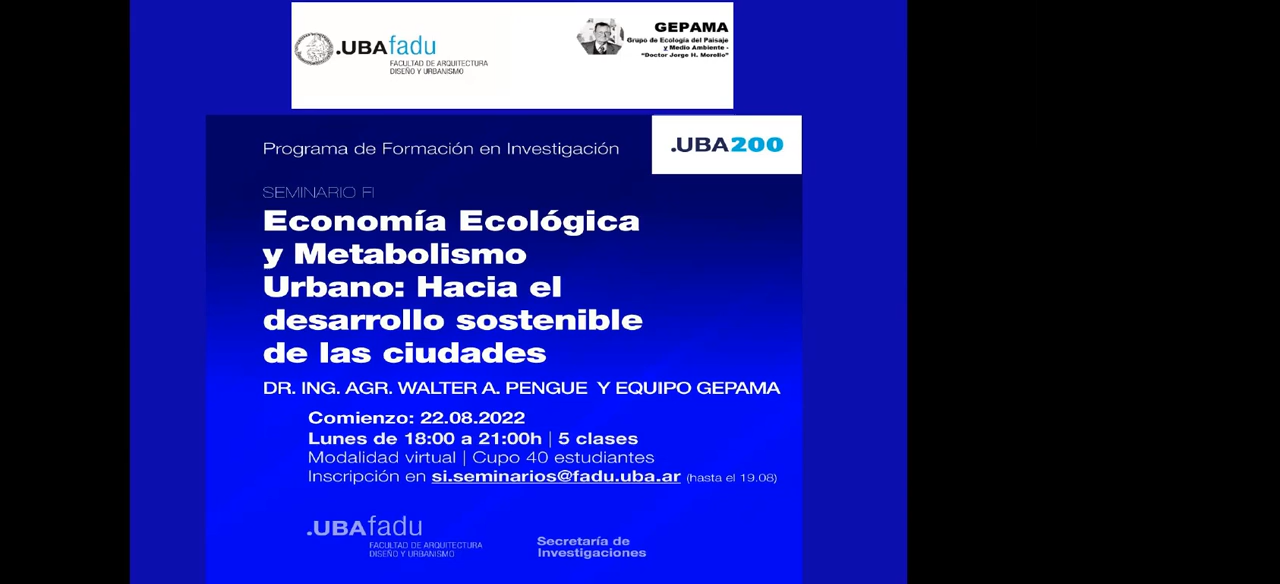 .UBAfadu
FACULTAD DE ARQUITECTURA
DISEÑO Y URBANISMO
GEPAMA
Grupo de Ecología del Paisaje
y Medio Ambiente -
"Doctor Jorge H. Morello"
Programa de Formación en Investigación
.UBA200
SEMINARIO FI
Economía Ecológica
y Metabolismo
Urbano: Hacia el
desarrollo sostenible
de las ciudades
DR. ING. AGR. WALTER A. PENGUE Y EQUIPO GEPAMA
Comienzo: 22.08.2022
Lunes de 18:00 a 21:00h | 5 clases
Modalidad virtual | Cupo 40 estudiantes
Inscripción en si.seminarios@fadu.uba.ar (hasta el 19.08)
.UBAfadu
FACULTAD DE ARQUITECTURA
DISEÑO Y URBANISMO
Secretaría de
Investigaciones